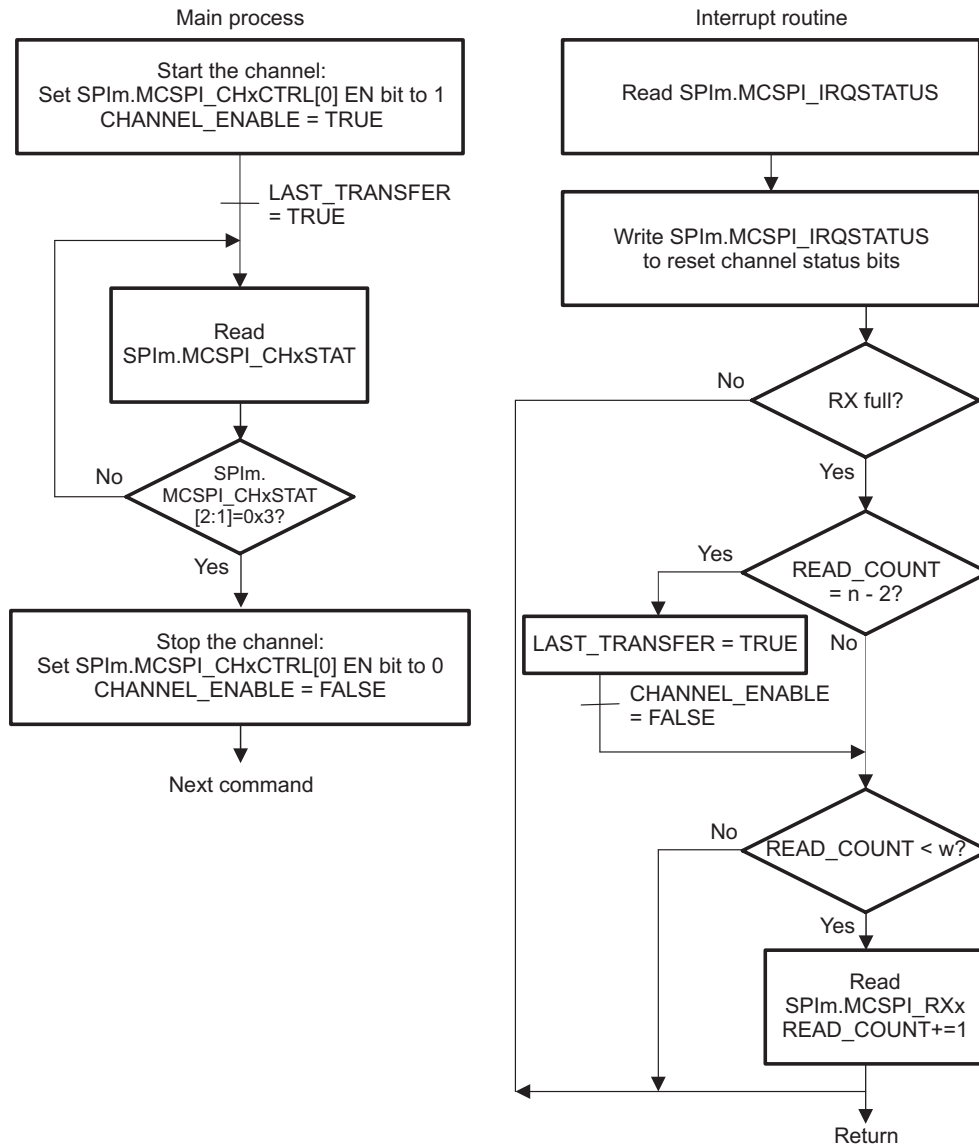 Main process
Start the channel:
Set SPIm.MCSPI_CHxCTRL[0] EN bit to 1
CHANNEL_ENABLE = TRUE
LAST_TRANSFER
= TRUE
Read
SPIm.MCSPI_CHxSTAT
No
SPIm.
MCSPI_CHxSTAT
[2:1]=0x3?
Yes
Stop the channel:
Set SPIm.MCSPI_CHxCTRL[0] EN bit to 0
CHANNEL_ENABLE = FALSE
Next command
Interrupt routine
Read SPIm.MCSPI_IRQSTATUS
Write SPIm.MCSPI_IRQSTATUS
to reset channel status bits
No
RX full?
Yes
Yes
READ_COUNT
= n - 2?
LAST_TRANSFER = TRUE
No
CHANNEL_ENABLE
= FALSE
No
READ_COUNT < w?
Yes
Read
SPIm.MCSPI_RXx
READ_COUNT+=1
Return